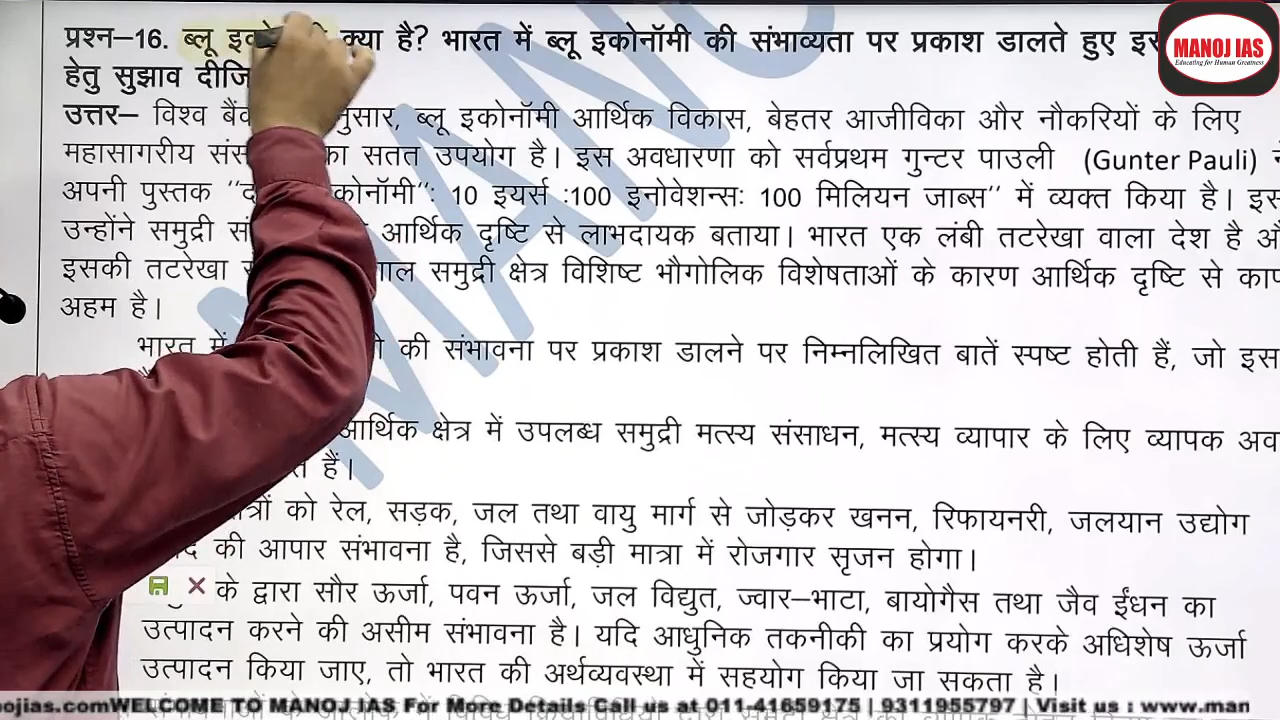 प्रश्न–16. ब्लू क्या है? भारत में ब्लू इकोनॉमी की संभाव्यता पर प्रकाश डालते हुए
हेतु सुझाव
उत्तर– विश्व ब्लू इकोनॉमी आर्थिक विकास, बेहतर आजीविका और नौकरियों के लिए
महासागरीय का सतत उपयोग है। इस अवधारणा को सर्वप्रथम गुन्टर पाउली (Gunter Pauli)
अपनी पुस्तक : 10 इयर्स :100 इनोवेशन्सः 100 मिलियन जाब्स" में व्यक्त किया है।
उन्होंने समुद्री आर्थिक दृष्टि से लाभदायक बताया। भारत एक लंबी तटरेखा वाला देश है
इसकी तटरेखा समुद्री क्षेत्र विशिष्ट भौगोलिक विशेषताओं के कारण आर्थिक दृष्टि से
अहम है।
भारत में की संभावना पर प्रकाश डालने पर निम्नलिखित बातें स्पष्ट होती हैं, जो
आर्थिक क्षेत्र में उपलब्ध समुद्री मत्स्य संसाधन, मत्स्य व्यापार के लिए व्यापक
हैं।
को रेल, सड़क, जल तथा वायु मार्ग से जोड़कर खनन, रिफायनरी, जलयान उद्योग
की आपार संभावना है, जिससे बड़ी मात्रा में रोजगार सृजन होगा।
के द्वारा सौर ऊर्जा, पवन ऊर्जा, जल विद्युत, ज्वार–भाटा, बायोगैस तथा जैव ईंधन का
उत्पादन करने की असीम संभावना है। यदि आधुनिक तकनीकी का प्रयोग करके अधिशेष ऊर्जा
उत्पादन किया जाए, तो भारत की अर्थव्यवस्था में सहयोग किया जा सकता है।
MANOJ IAS
Educating for Human Greatness
ojias.comWELCOME TO MANOJ IAS For More Details Call us at 011-41659175 | 9311955797 | Visit us : www.man